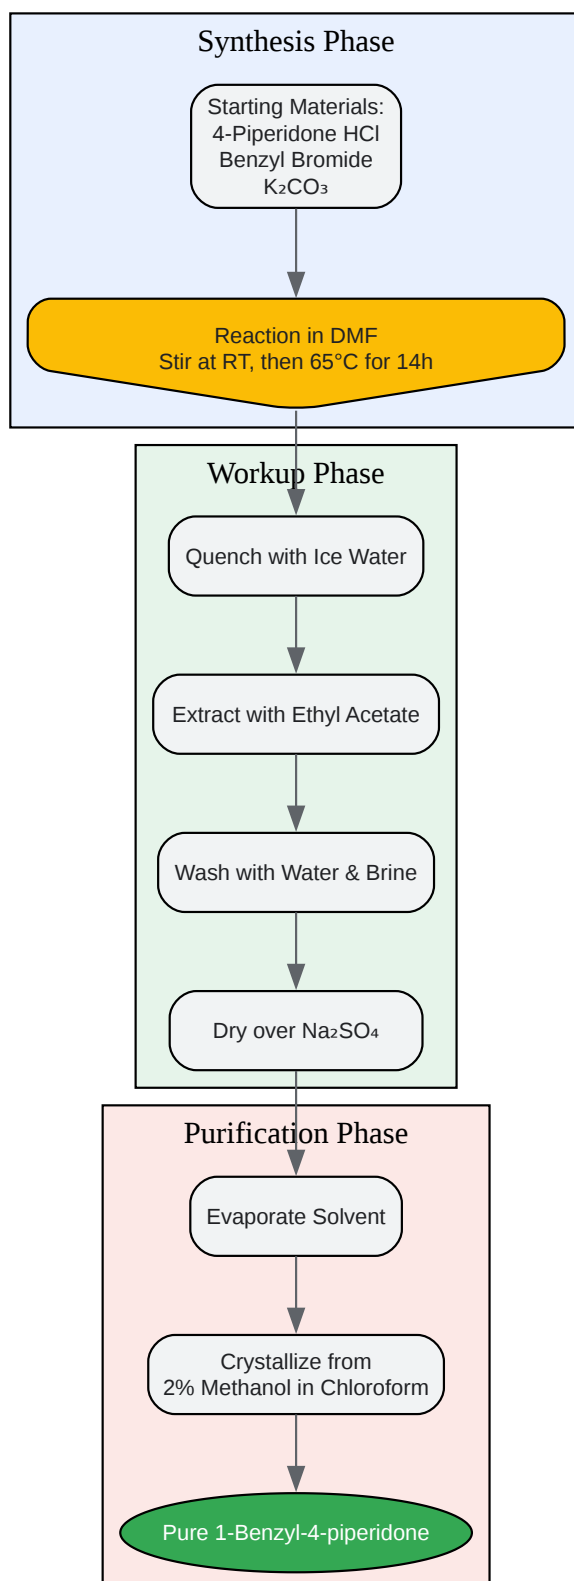 Synthesis Phase
Starting Materials:
4-Piperidone HCl
Benzyl Bromide
K₂CO₃
Reaction in DMF
Stir at RT, then 65°C for 14h
Workup Phase
Quench with Ice Water
Extract with Ethyl Acetate
Wash with Water & Brine
Dry over Na₂SO₄
Purification Phase
Evaporate Solvent
Crystallize from
2% Methanol in Chloroform
Pure 1-Benzyl-4-piperidone